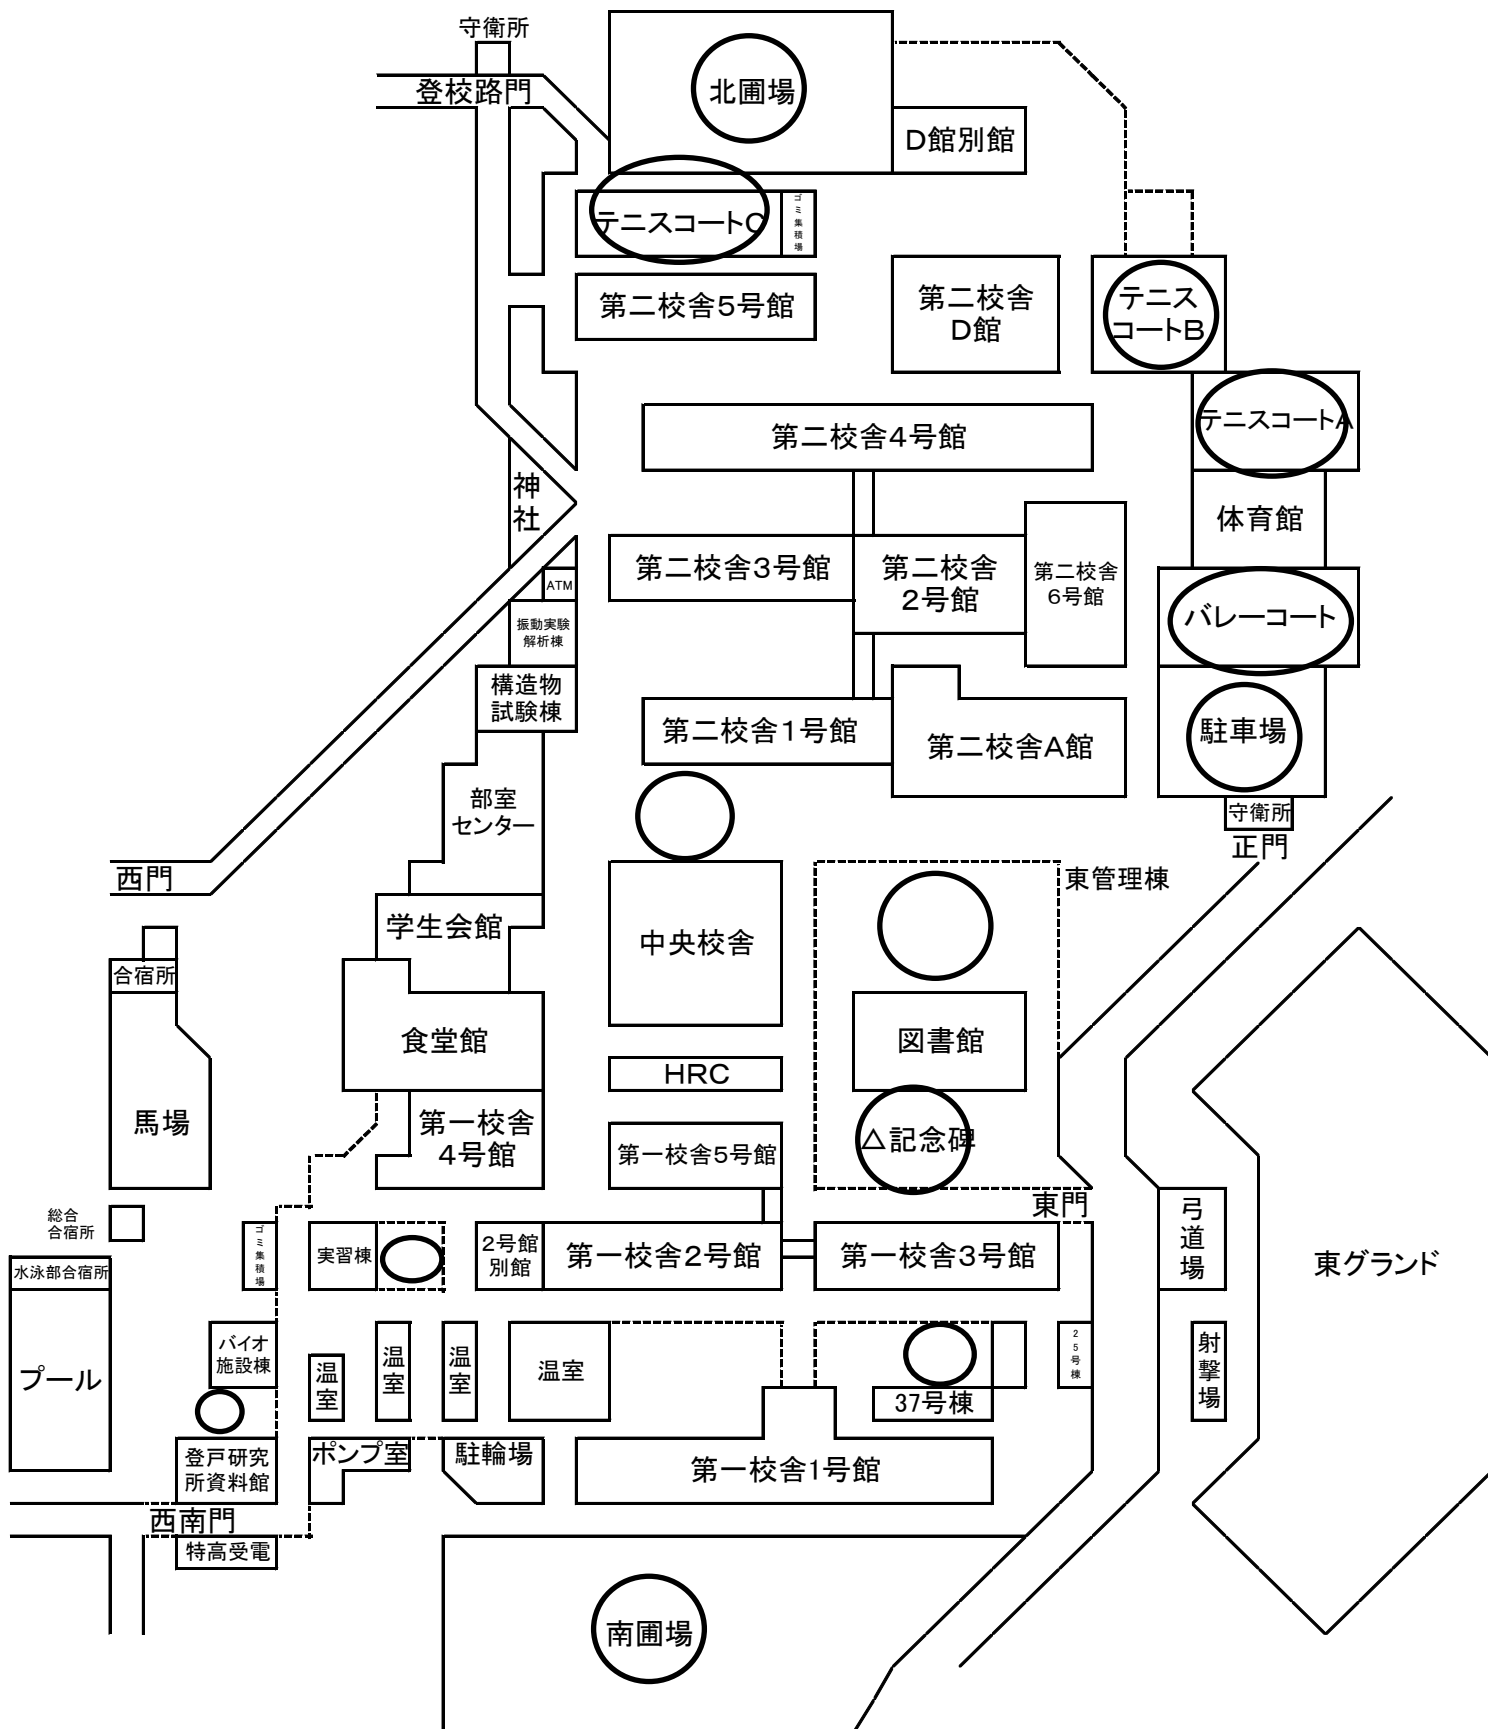 守衛所
登校路門
北圃場
D館別館
テニスコートC
ゴミ集積場
第二校舎5号館
第二校舎
D館
テニス
コートB
テニスコートA
第二校舎4号館
神
社
体育館
第二校舎3号館
第二校舎
2号館
第二校舎
6号館
ATM
振動実験
解析棟
バレーコート
構造物
試験棟
第二校舎1号館
第二校舎A館
駐車場
部室
センター
守衛所
正門
西門
東管理棟
学生会館
中央校舎
合宿所
食堂館
図書館
HRC
馬場
第一校舎
4号館
第一校舎5号館
△記念碑
東門
総合
合宿所
ゴミ集積場
実習棟
2号館
別館
第一校舎2号館
第一校舎3号館
弓
道
場
東グランド
水泳部合宿所
プール
バイオ
施設棟
温
室
温
室
温
室
温室
37号棟
25号棟
射
撃
場
登戸研究
所資料館
ポンプ室
駐輪場
第一校舎1号館
西南門
特高受電
南圃場